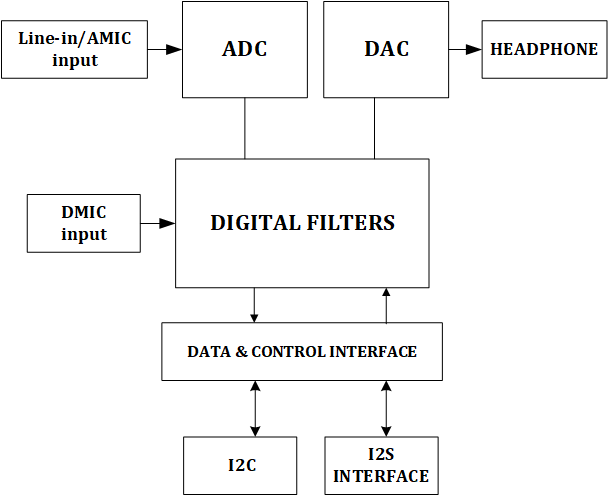 Line-in/AMIC
input
ADC
DAC
HEADPHONE
DMIC
input
DIGITAL FILTERS
DATA & CONTROL INTERFACE
I2C
I2S
INTERFACE